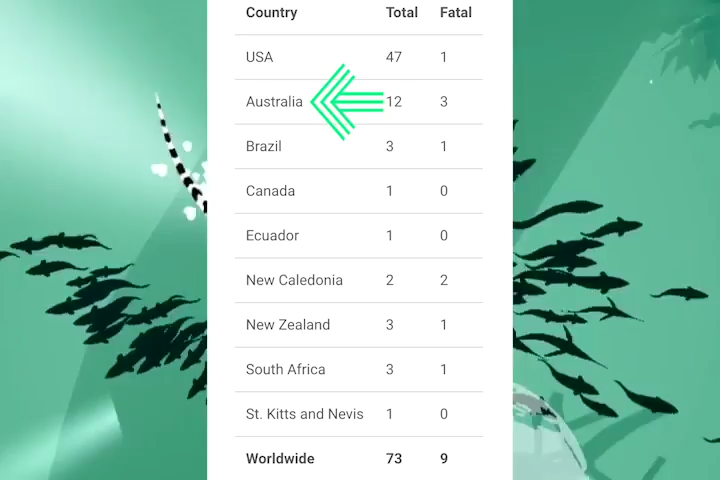 Country Total Fatal
USA 47 1
Australia 12 3
Brazil 3 1
Canada 1 0
Ecuador 1 0
New Caledonia 2 2
New Zealand 3 1
South Africa 3 1
St. Kitts and Nevis 1 0
Worldwide 73 9